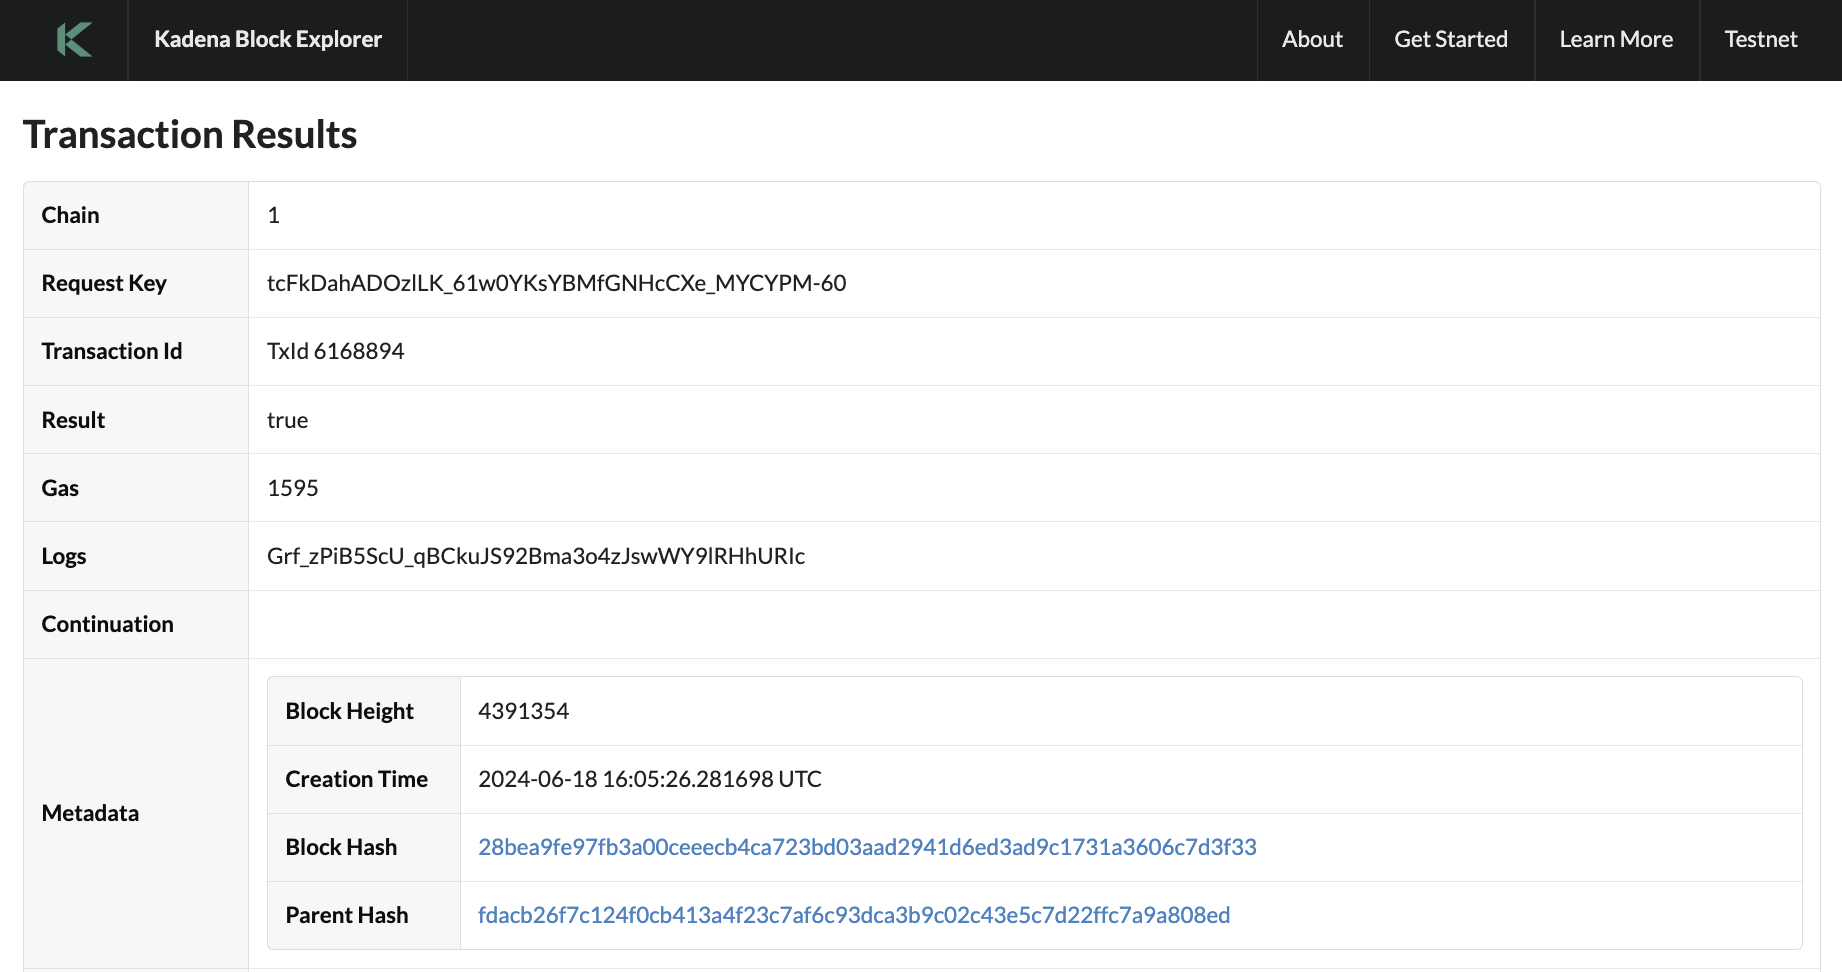 Kadena Block Explorer
About
Get Started
Learn More
Testnet
Transaction Results
Chain 1
Request Key tcFkDahADOzlLK_61w0YKsYBMfGNHcCXe_MYCYPM-60
Transaction Id TxId 6168894
Result true
Gas 1595
Logs Grf_zPiB5ScU_qBCkuJS92Bma3o4zJswWY9lRHhURIc
Continuation
Metadata
Block Height 4391354
Creation Time 2024-06-18 16:05:26.281698 UTC
Block Hash 28bea9fe97fb3a00ceeecb4ca723bd03aad2941d6ed3ad9c1731a3606c7d3f33
Parent Hash fdacb26f7c124f0cb413a4f23c7af6c93dca3b9c02c43e5c7d22ffc7a9a808ed